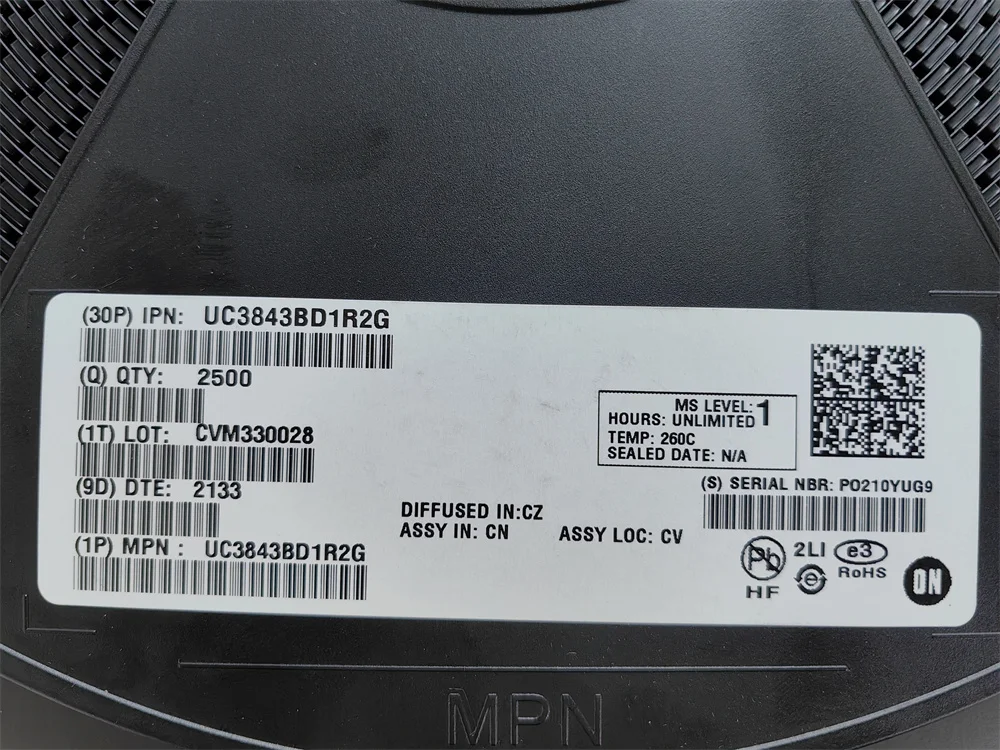 (30P) IPN: UC3843BD1R2G
(Q) QTY: 2500
(1T) LOT: CVM330028
(9D) DTE: 2133
(1P) MPN : UC3843BD1R2G
DIFFUSED IN:CZ
ASSY IN: CN ASSY LOC: CV
MS LEVEL: 1
HOURS: UNLIMITED
TEMP: 260C
SEALED DATE: N/A
(S) SERIAL NBR: PO210YUG9
Pb 2LI e3
HF e RoHS
ON
MPN